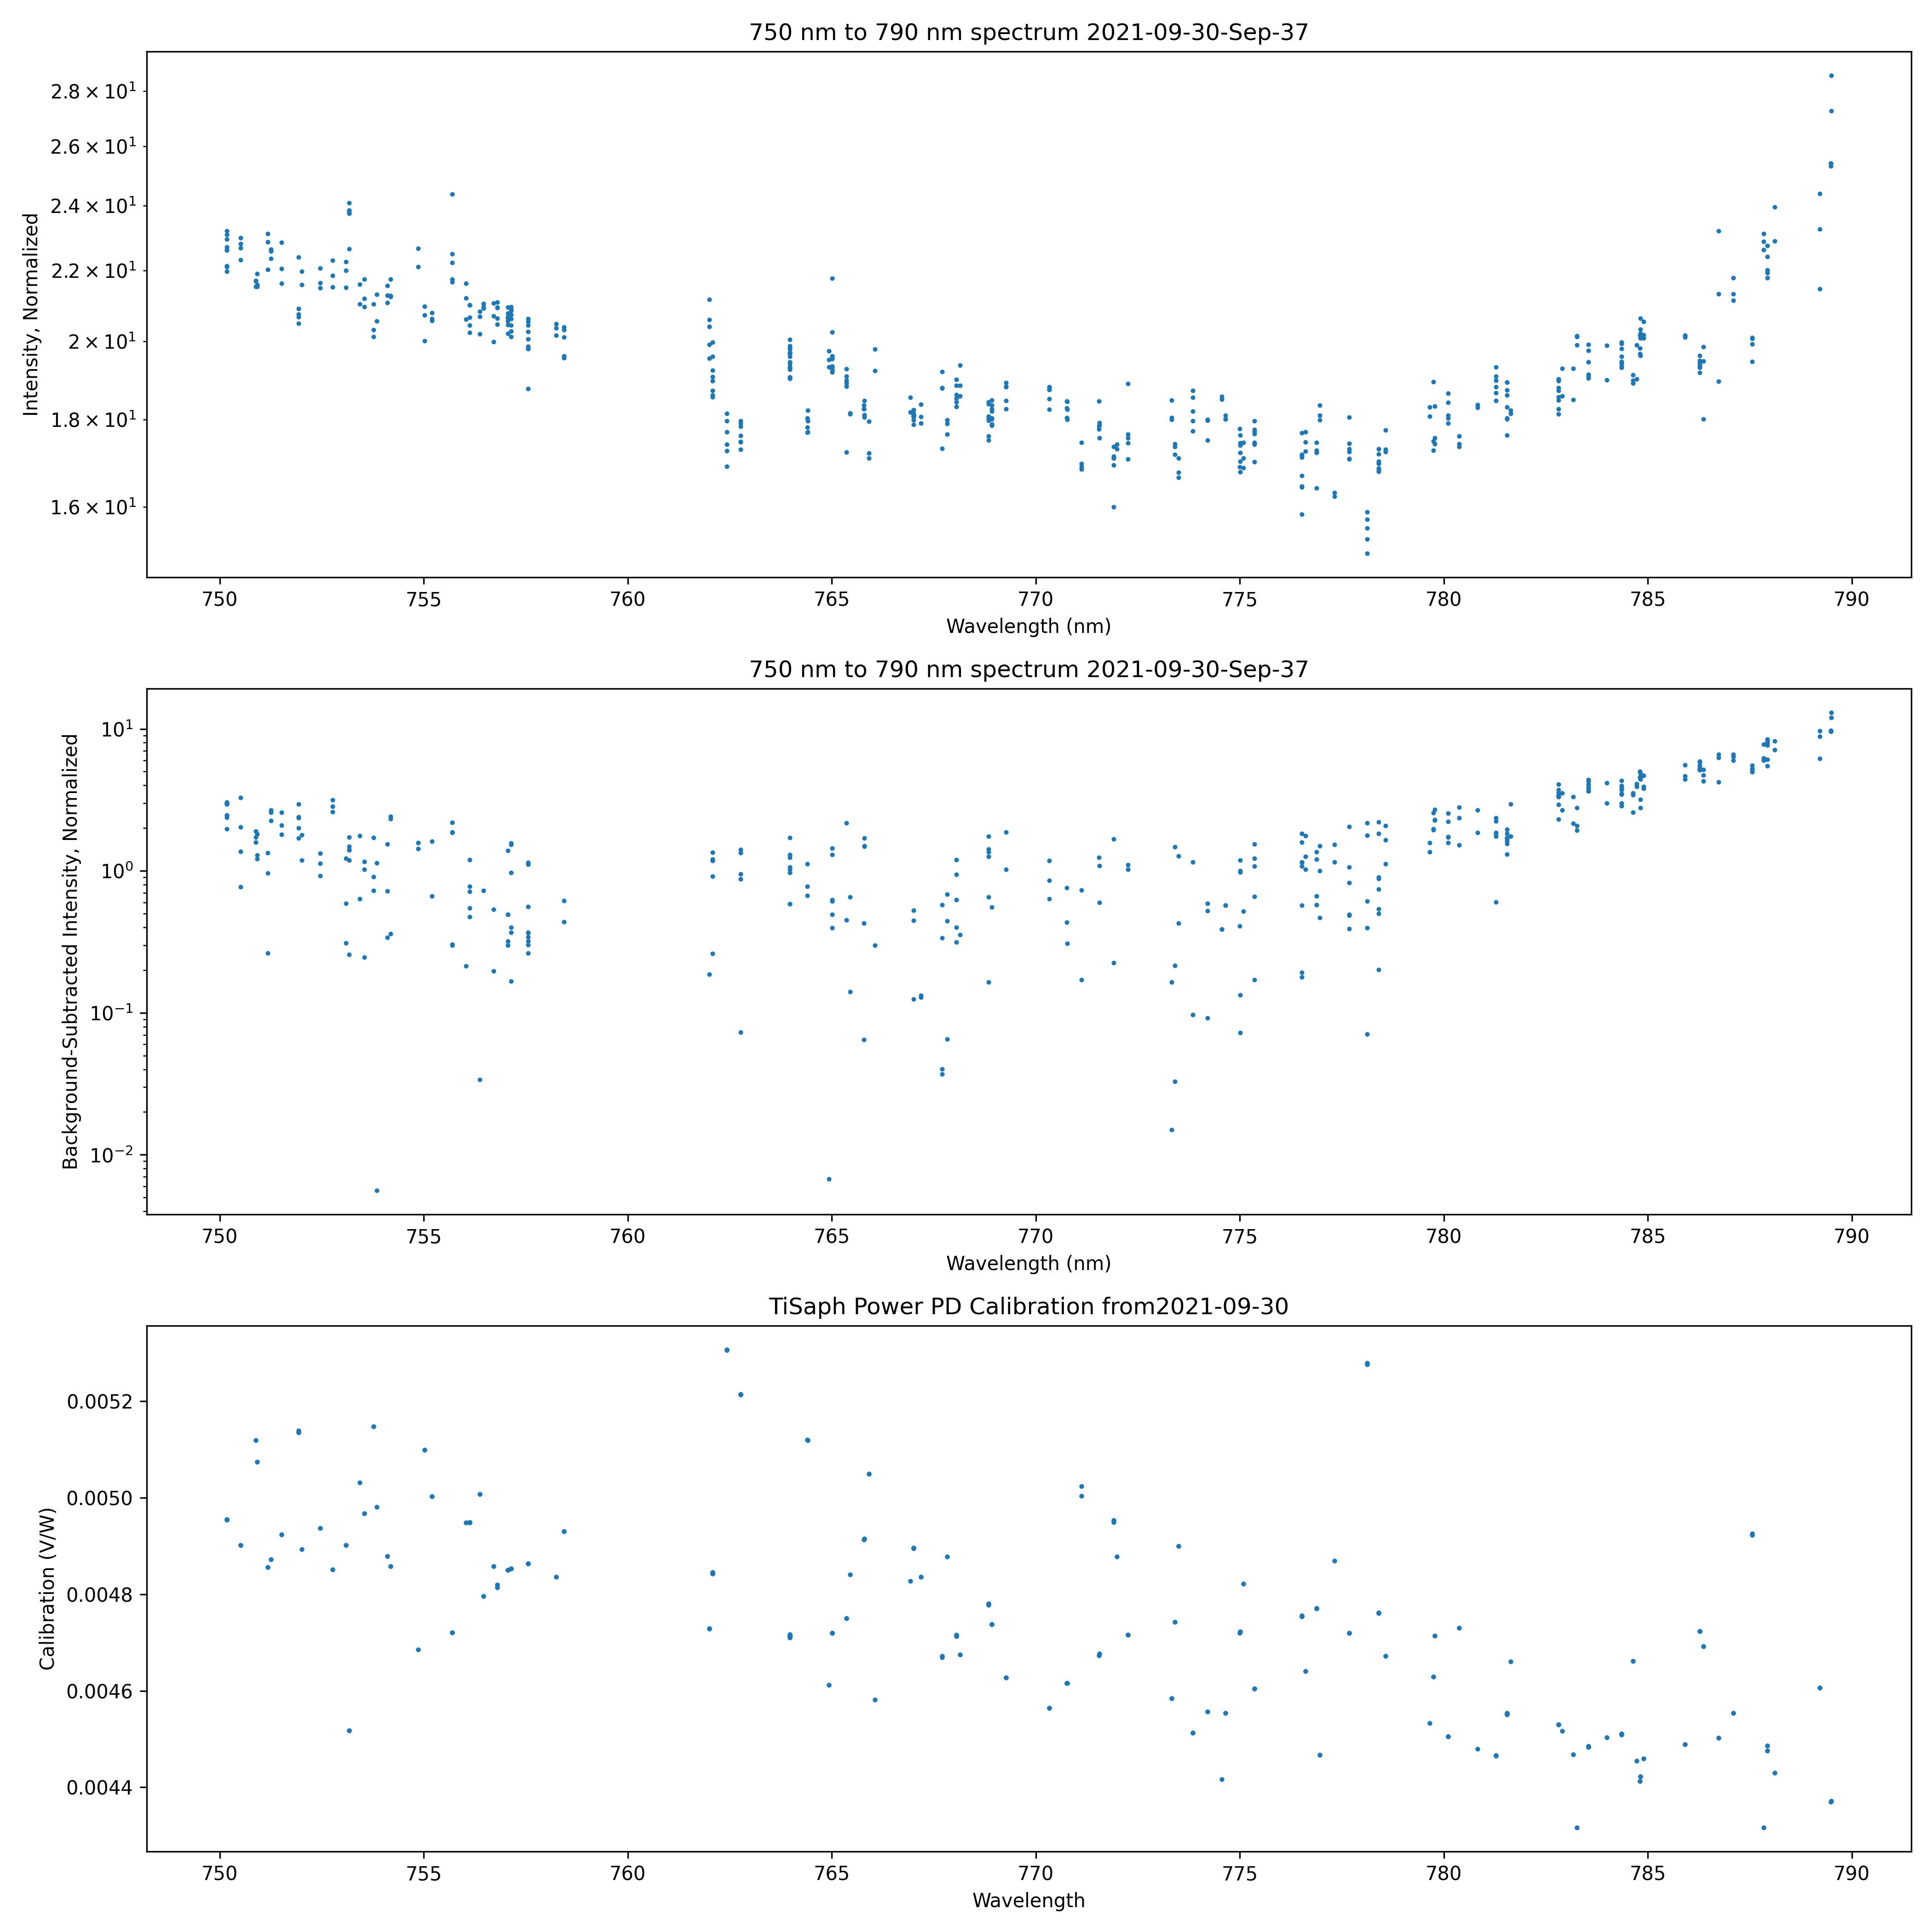 750 nm to 790 nm spectrum 2021-09-30-Sep-37
Intensity, Normalized
2.8 × 10¹
2.6 × 10¹
2.4 × 10¹
2.2 × 10¹
2 × 10¹
1.8 × 10¹
1.6 × 10¹
750 755 760 765 770 775 780 785 790
Wavelength (nm)
750 nm to 790 nm spectrum 2021-09-30-Sep-37
Background-Subtracted Intensity, Normalized
10¹
10⁰
10⁻¹
10⁻²
750 755 760 765 770 775 780 785 790
Wavelength (nm)
TiSaph Power PD Calibration from2021-09-30
Calibration (V/W)
0.0052
0.0050
0.0048
0.0046
0.0044
750 755 760 765 770 775 780 785 790
Wavelength